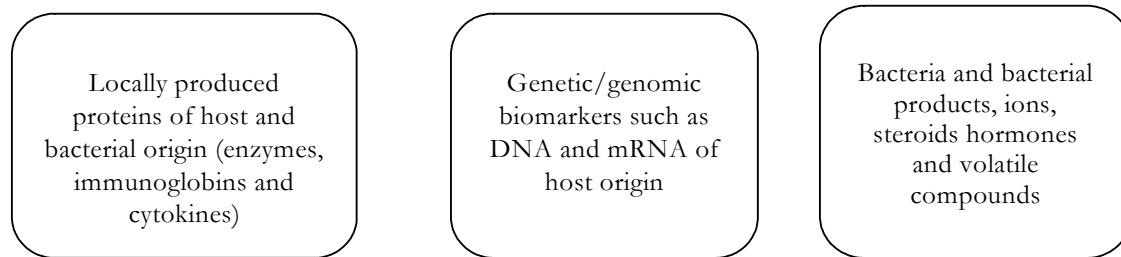 Locally produced
proteins of host and
bacterial origin (enzymes,
immunoglobins and
cytokines)
Genetic/genomic
biomarkers such as
DNA and mRNA of
host origin
Bacteria and bacterial
products, ions,
steroids hormones
and volatile
compounds